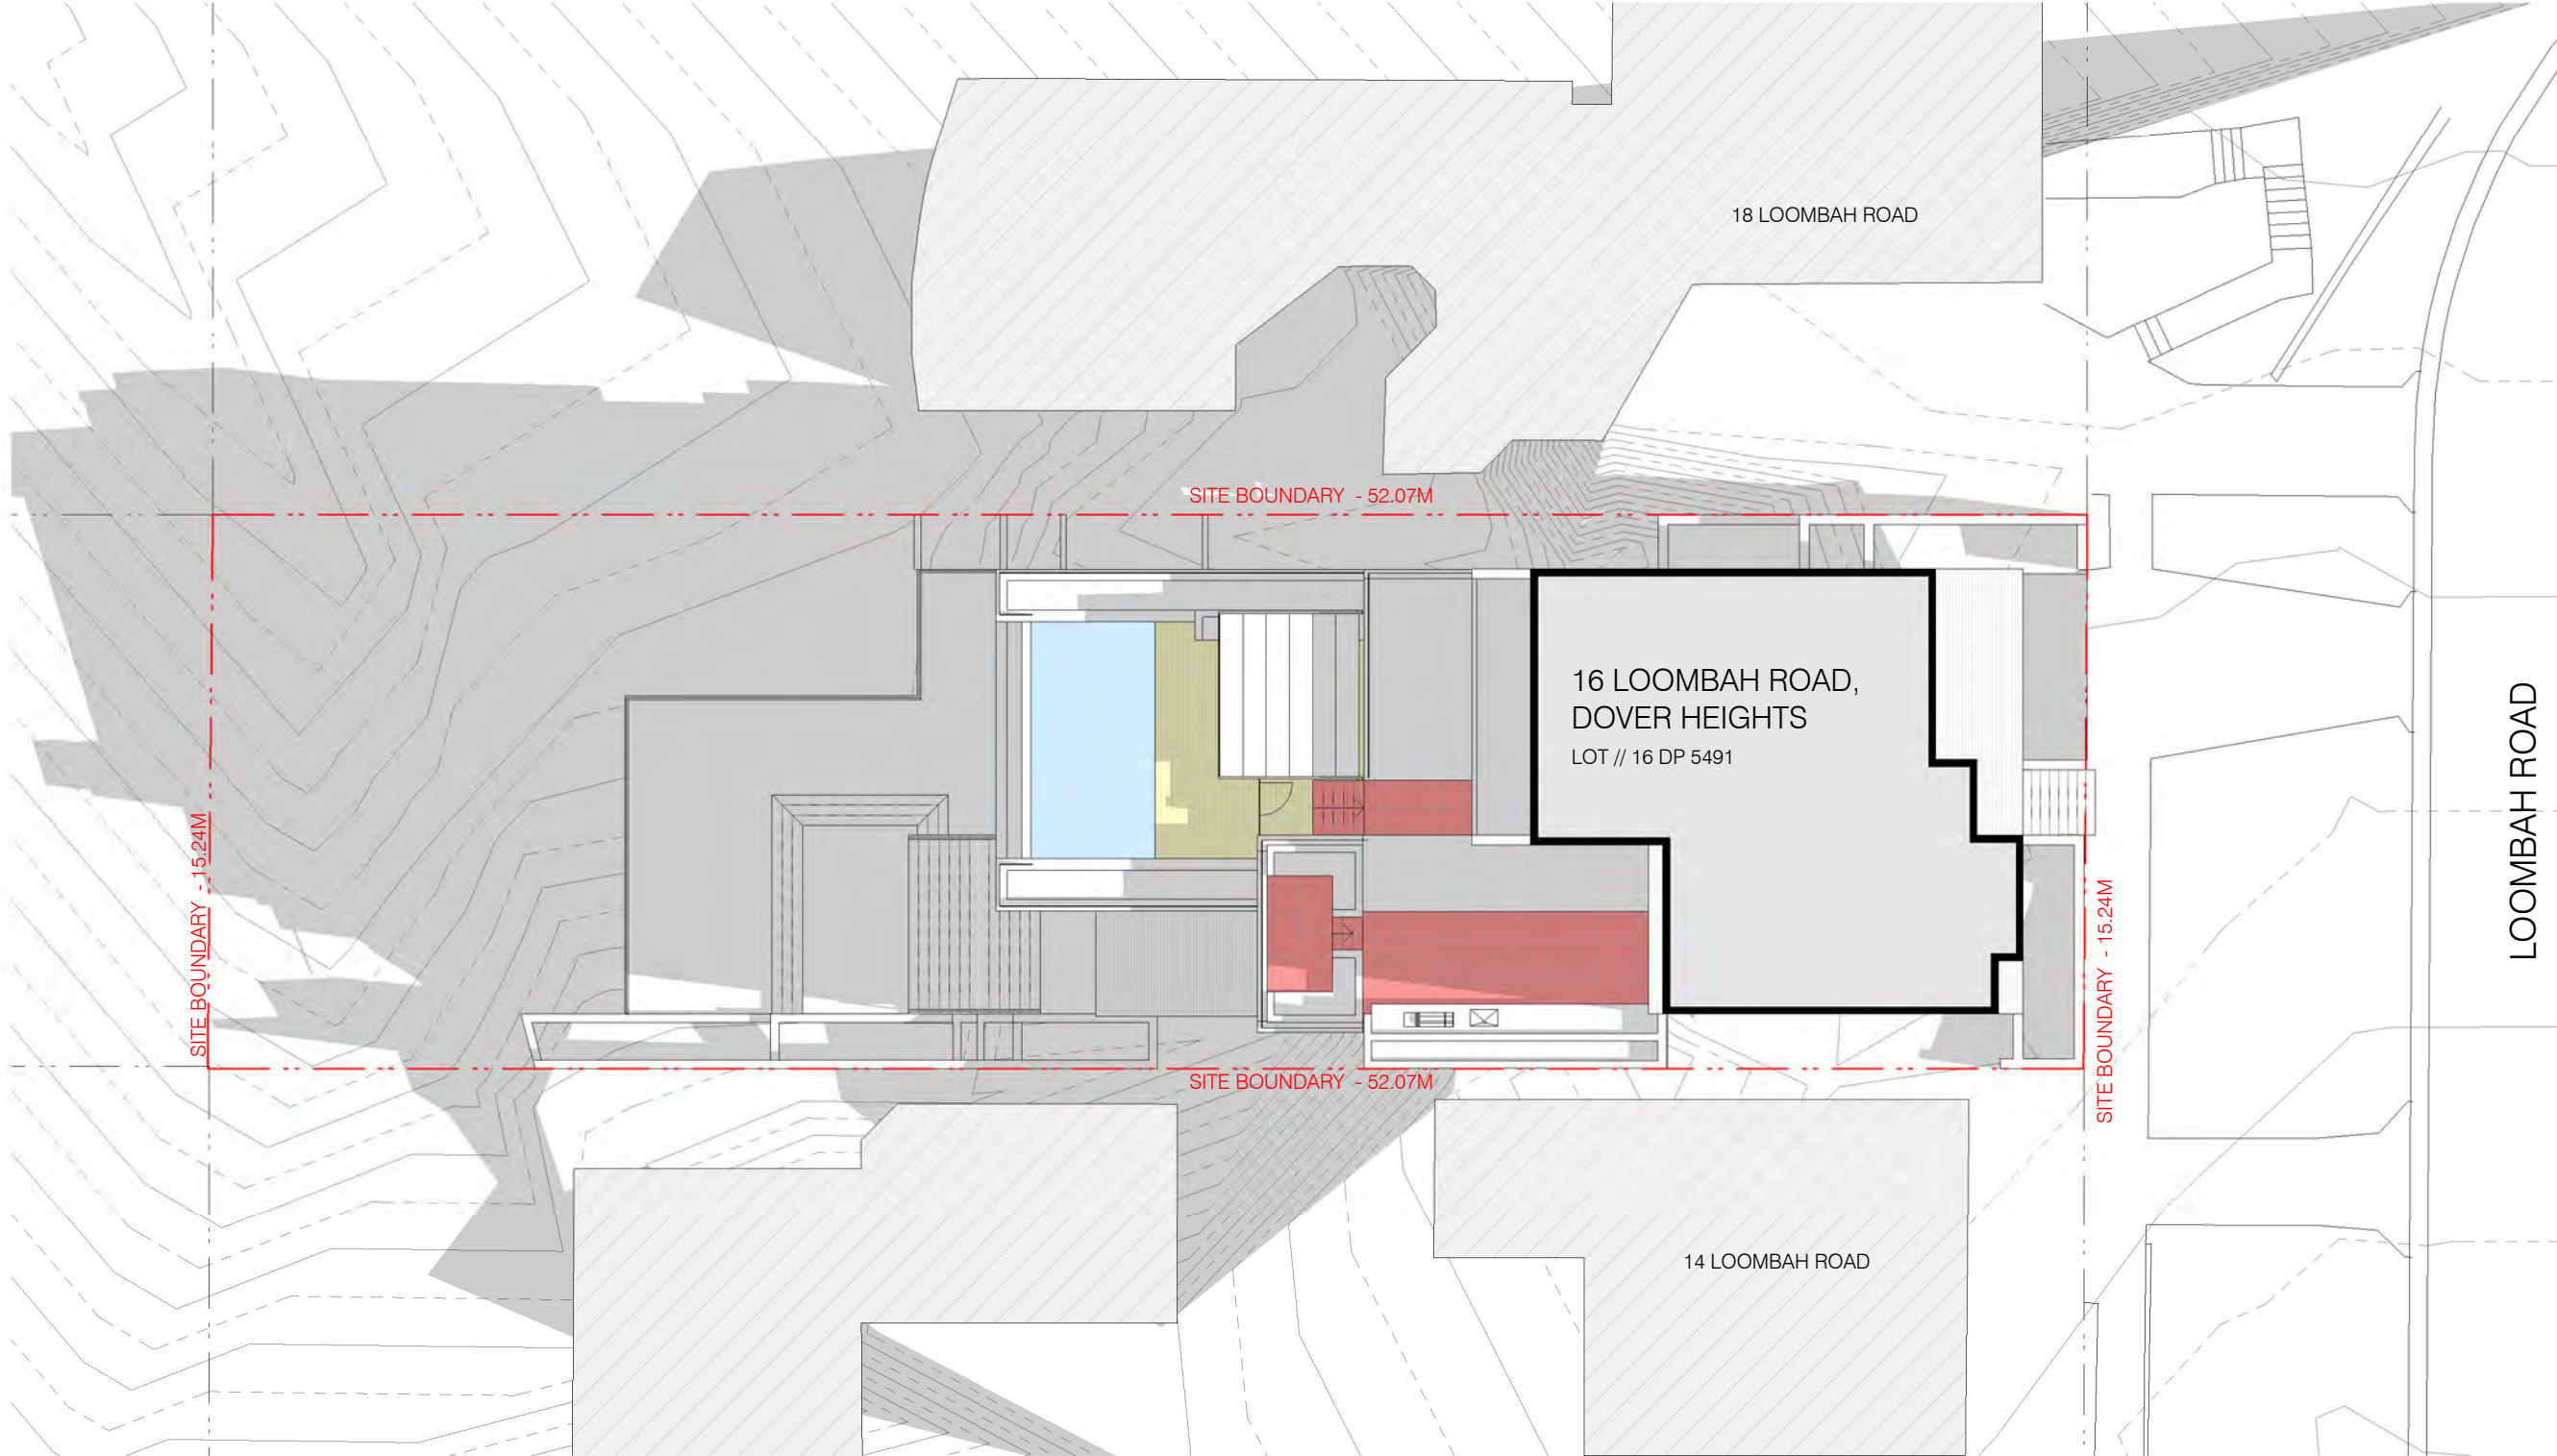 18 LOOMBAH ROAD
SITE BOUNDARY - 52.07M
16 LOOMBAH ROAD,
DOVER HEIGHTS
LOT // 16 DP 5491
LOOMBAH ROAD
SITE BOUNDARY - 15.24M
SITE BOUNDARY - 15.24M
SITE BOUNDARY - 52.07M
14 LOOMBAH ROAD